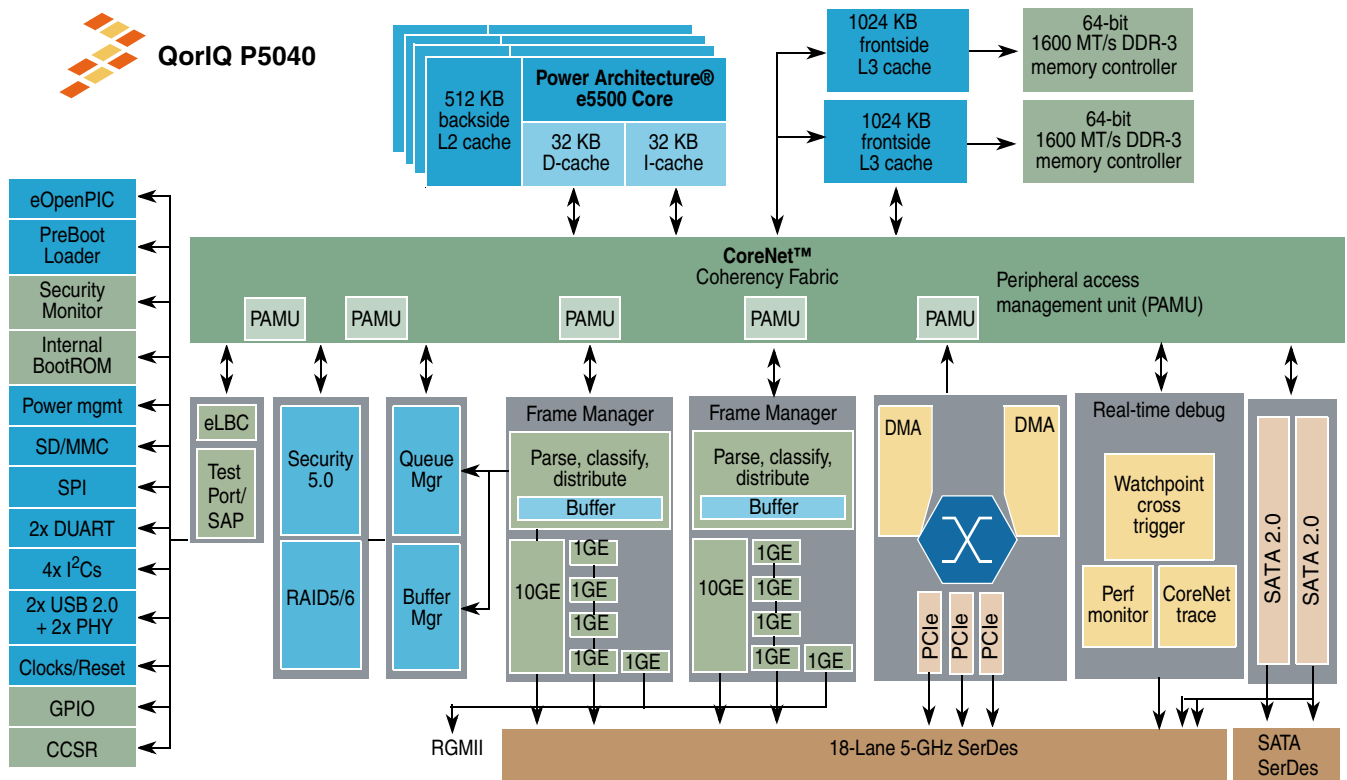 QorIQ P5040
512 KB
backside
L2 cache
Power Architecture®
e5500 Core
32 KB
D-cache
32 KB
I-cache
1024 KB
frontside
L3 cache
64-bit
1600 MT/s DDR-3
memory controller
1024 KB
frontside
L3 cache
64-bit
1600 MT/s DDR-3
memory controller
eOpenPIC
PreBoot
Loader
Security
Monitor
Internal
BootROM
Power mgmt
SD/MMC
SPI
2x DUART
4x I²Cs
2x USB 2.0
+ 2x PHY
Clocks/Reset
GPIO
CCSR
CoreNet™
Coherency Fabric
Peripheral access
management unit (PAMU)
PAMU
PAMU
PAMU
PAMU
PAMU
eLBC
Test
Port/
SAP
Security
5.0
RAID5/6
Queue
Mgr
Buffer
Mgr
Frame Manager
Parse, classify,
distribute
Buffer
10GE
1GE
1GE
1GE
1GE
1GE
Frame Manager
Parse, classify,
distribute
Buffer
10GE
1GE
1GE
1GE
1GE
1GE
DMA
DMA
PCIe
PCIe
PCIe
Real-time debug
Watchpoint
cross
trigger
Perf
monitor
CoreNet
trace
SATA 2.0
SATA 2.0
RGMII
18-Lane 5-GHz SerDes
SATA
SerDes